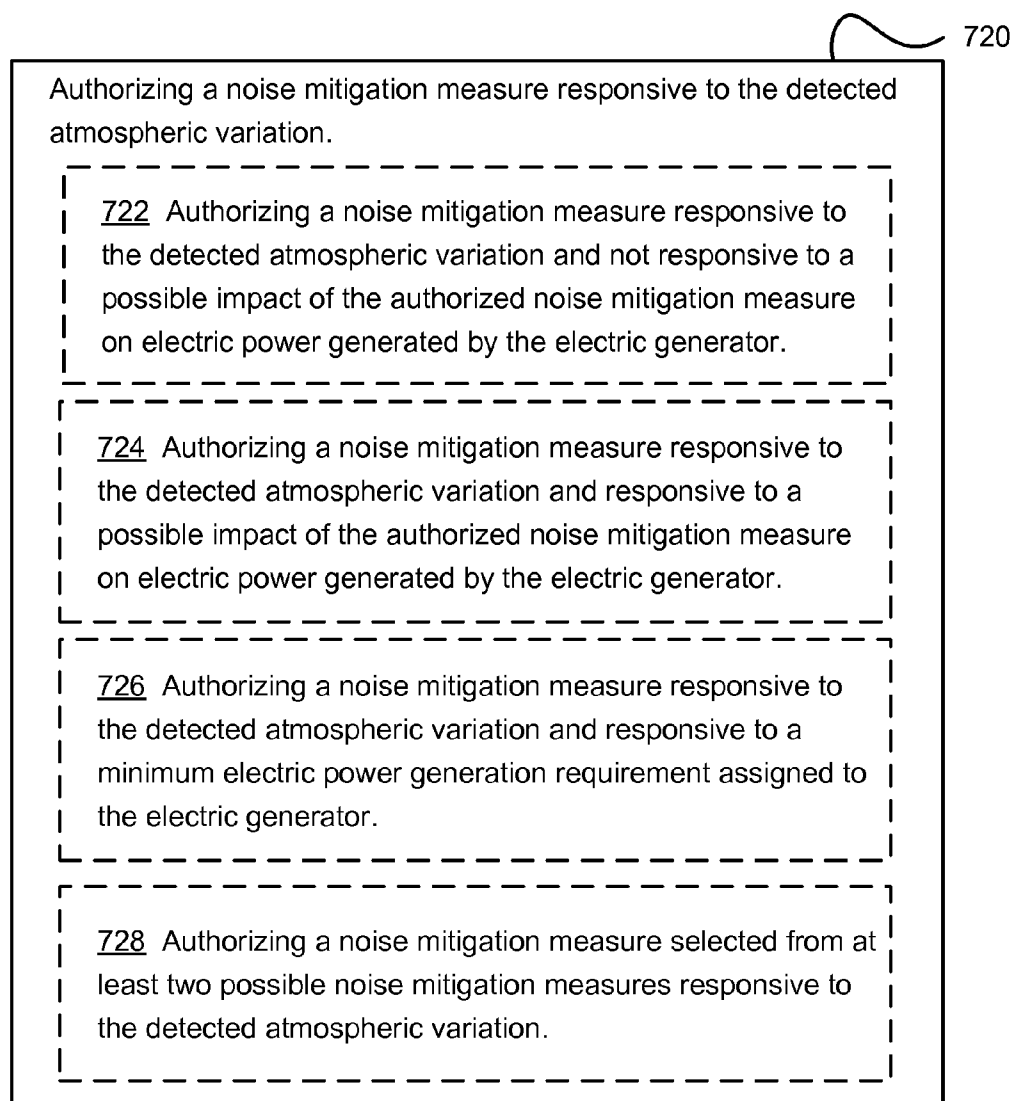 720
Authorizing a noise mitigation measure responsive to the detected
atmospheric variation.
722 Authorizing a noise mitigation measure responsive to
the detected atmospheric variation and not responsive to a
possible impact of the authorized noise mitigation measure
on electric power generated by the electric generator.
724 Authorizing a noise mitigation measure responsive to
the detected atmospheric variation and responsive to a
possible impact of the authorized noise mitigation measure
on electric power generated by the electric generator.
726 Authorizing a noise mitigation measure responsive to
the detected atmospheric variation and responsive to a
minimum electric power generation requirement assigned to
the electric generator.
728 Authorizing a noise mitigation measure selected from at
least two possible noise mitigation measures responsive to
the detected atmospheric variation.